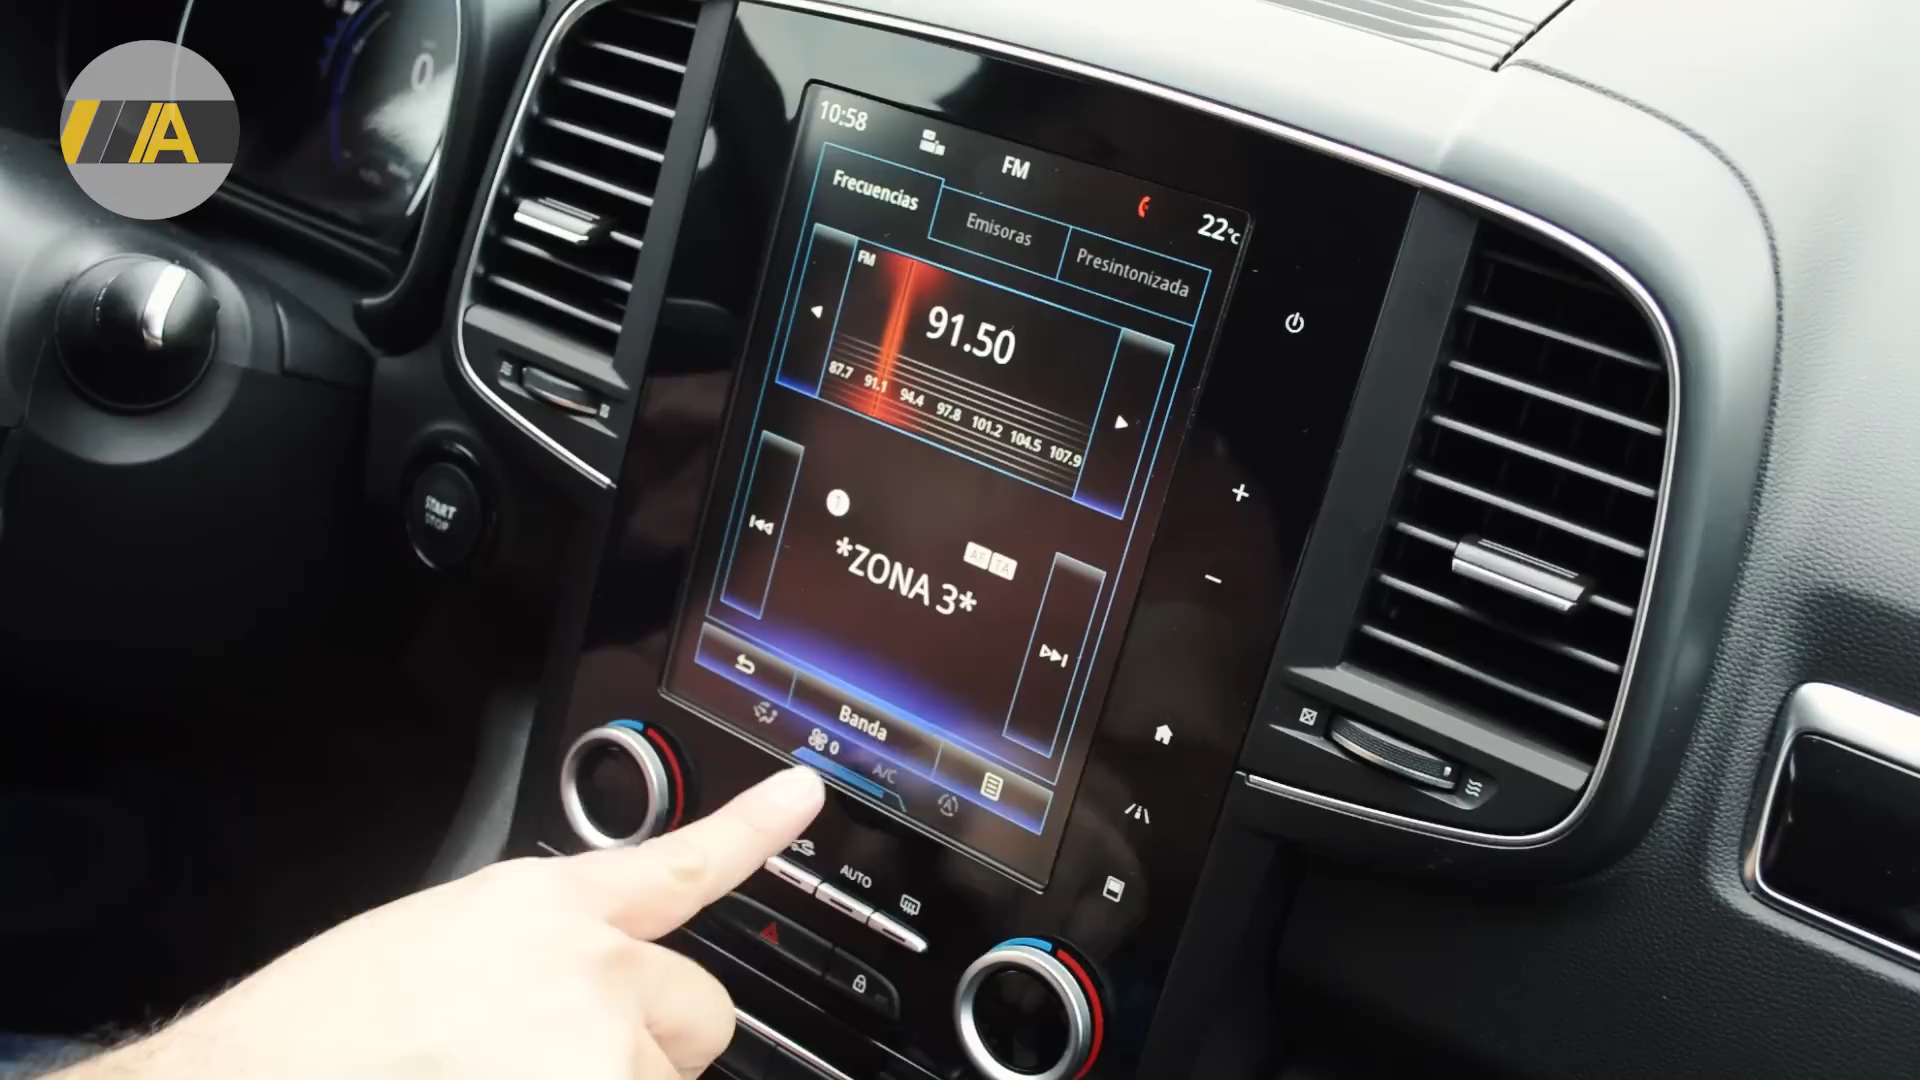 A
0
10:58
FM
22°C
Frecuencias
Emisoras
Presintonizada
FM
91.50
87.7 91.1 94.4 97.8 101.2 104.5 107.9
START
STOP
T
AF TA
*ZONA 3*
Banda
0
A/C
A
AUTO
+
-